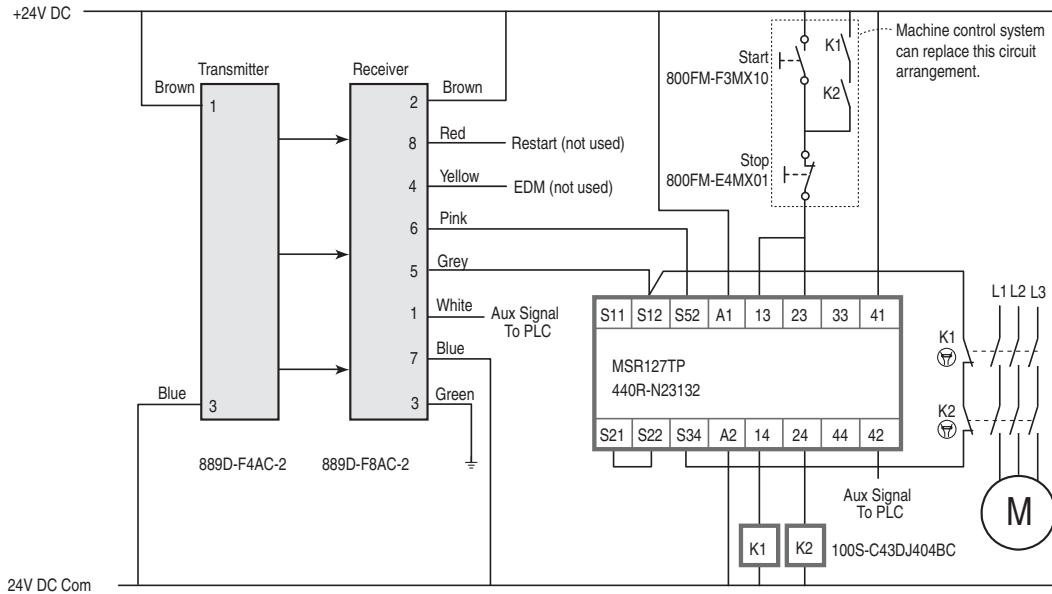 +24V DC
Machine control system
can replace this circuit
arrangement.
Start
800FM-F3MX10
K1
K2
Stop
800FM-E4MX01
Transmitter
Receiver
Brown
1
2
Brown
8
Red
Restart (not used)
4
Yellow
EDM (not used)
6
Pink
5
Grey
1
White
Aux Signal
To PLC
7
Blue
Blue
3
3
Green
889D-F4AC-2
889D-F8AC-2
S11 S12 S52 A1 13 23 33 41
MSR127TP
440R-N23132
S21 S22 S34 A2 14 24 44 42
L1 L2 L3
K1
K2
M
Aux Signal
To PLC
K1
K2
100S-C43DJ404BC
24V DC Com